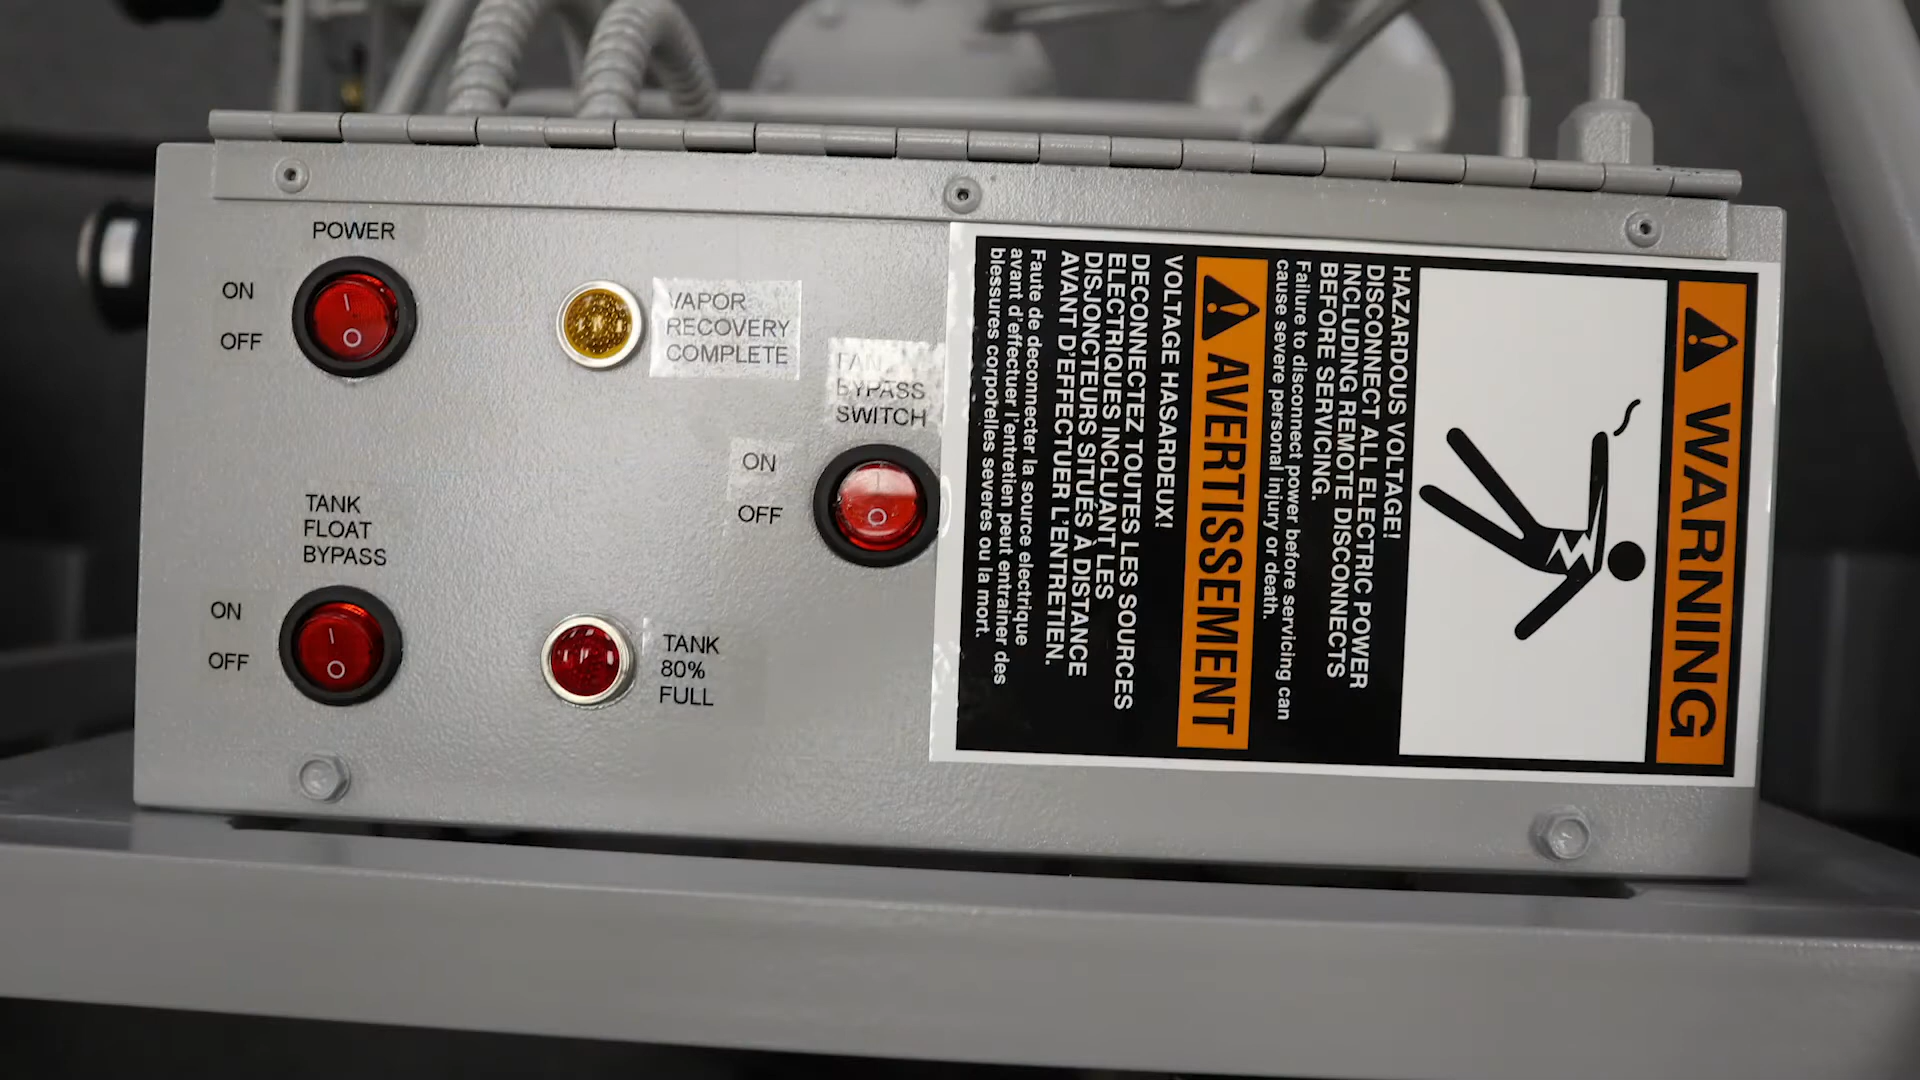 POWER
ON
OFF
VAPOR
RECOVERY
COMPLETE
FAN
BYPASS
SWITCH
ON
OFF
TANK
FLOAT
BYPASS
ON
OFF
TANK
80%
FULL
WARNING
HAZARDOUS VOLTAGE!
DISCONNECT ALL ELECTRIC POWER
INCLUDING REMOTE DISCONNECTS
BEFORE SERVICING.
Failure to disconnect power before servicing can
cause severe personal injury or death.
AVERTISSEMENT
VOLTAGE HASARDEUX!
DECONNECTEZ TOUTES LES SOURCES
ELECTRIQUES INCLUANT LES
DISJONCTEURS SITUÉS À DISTANCE
AVANT D'EFFECTUER L'ENTRETIEN.
Faute de deconnecter la source electrique
avant d'effectuer l'entretien peut entrainer des
blessures corporelles severes ou la mort.